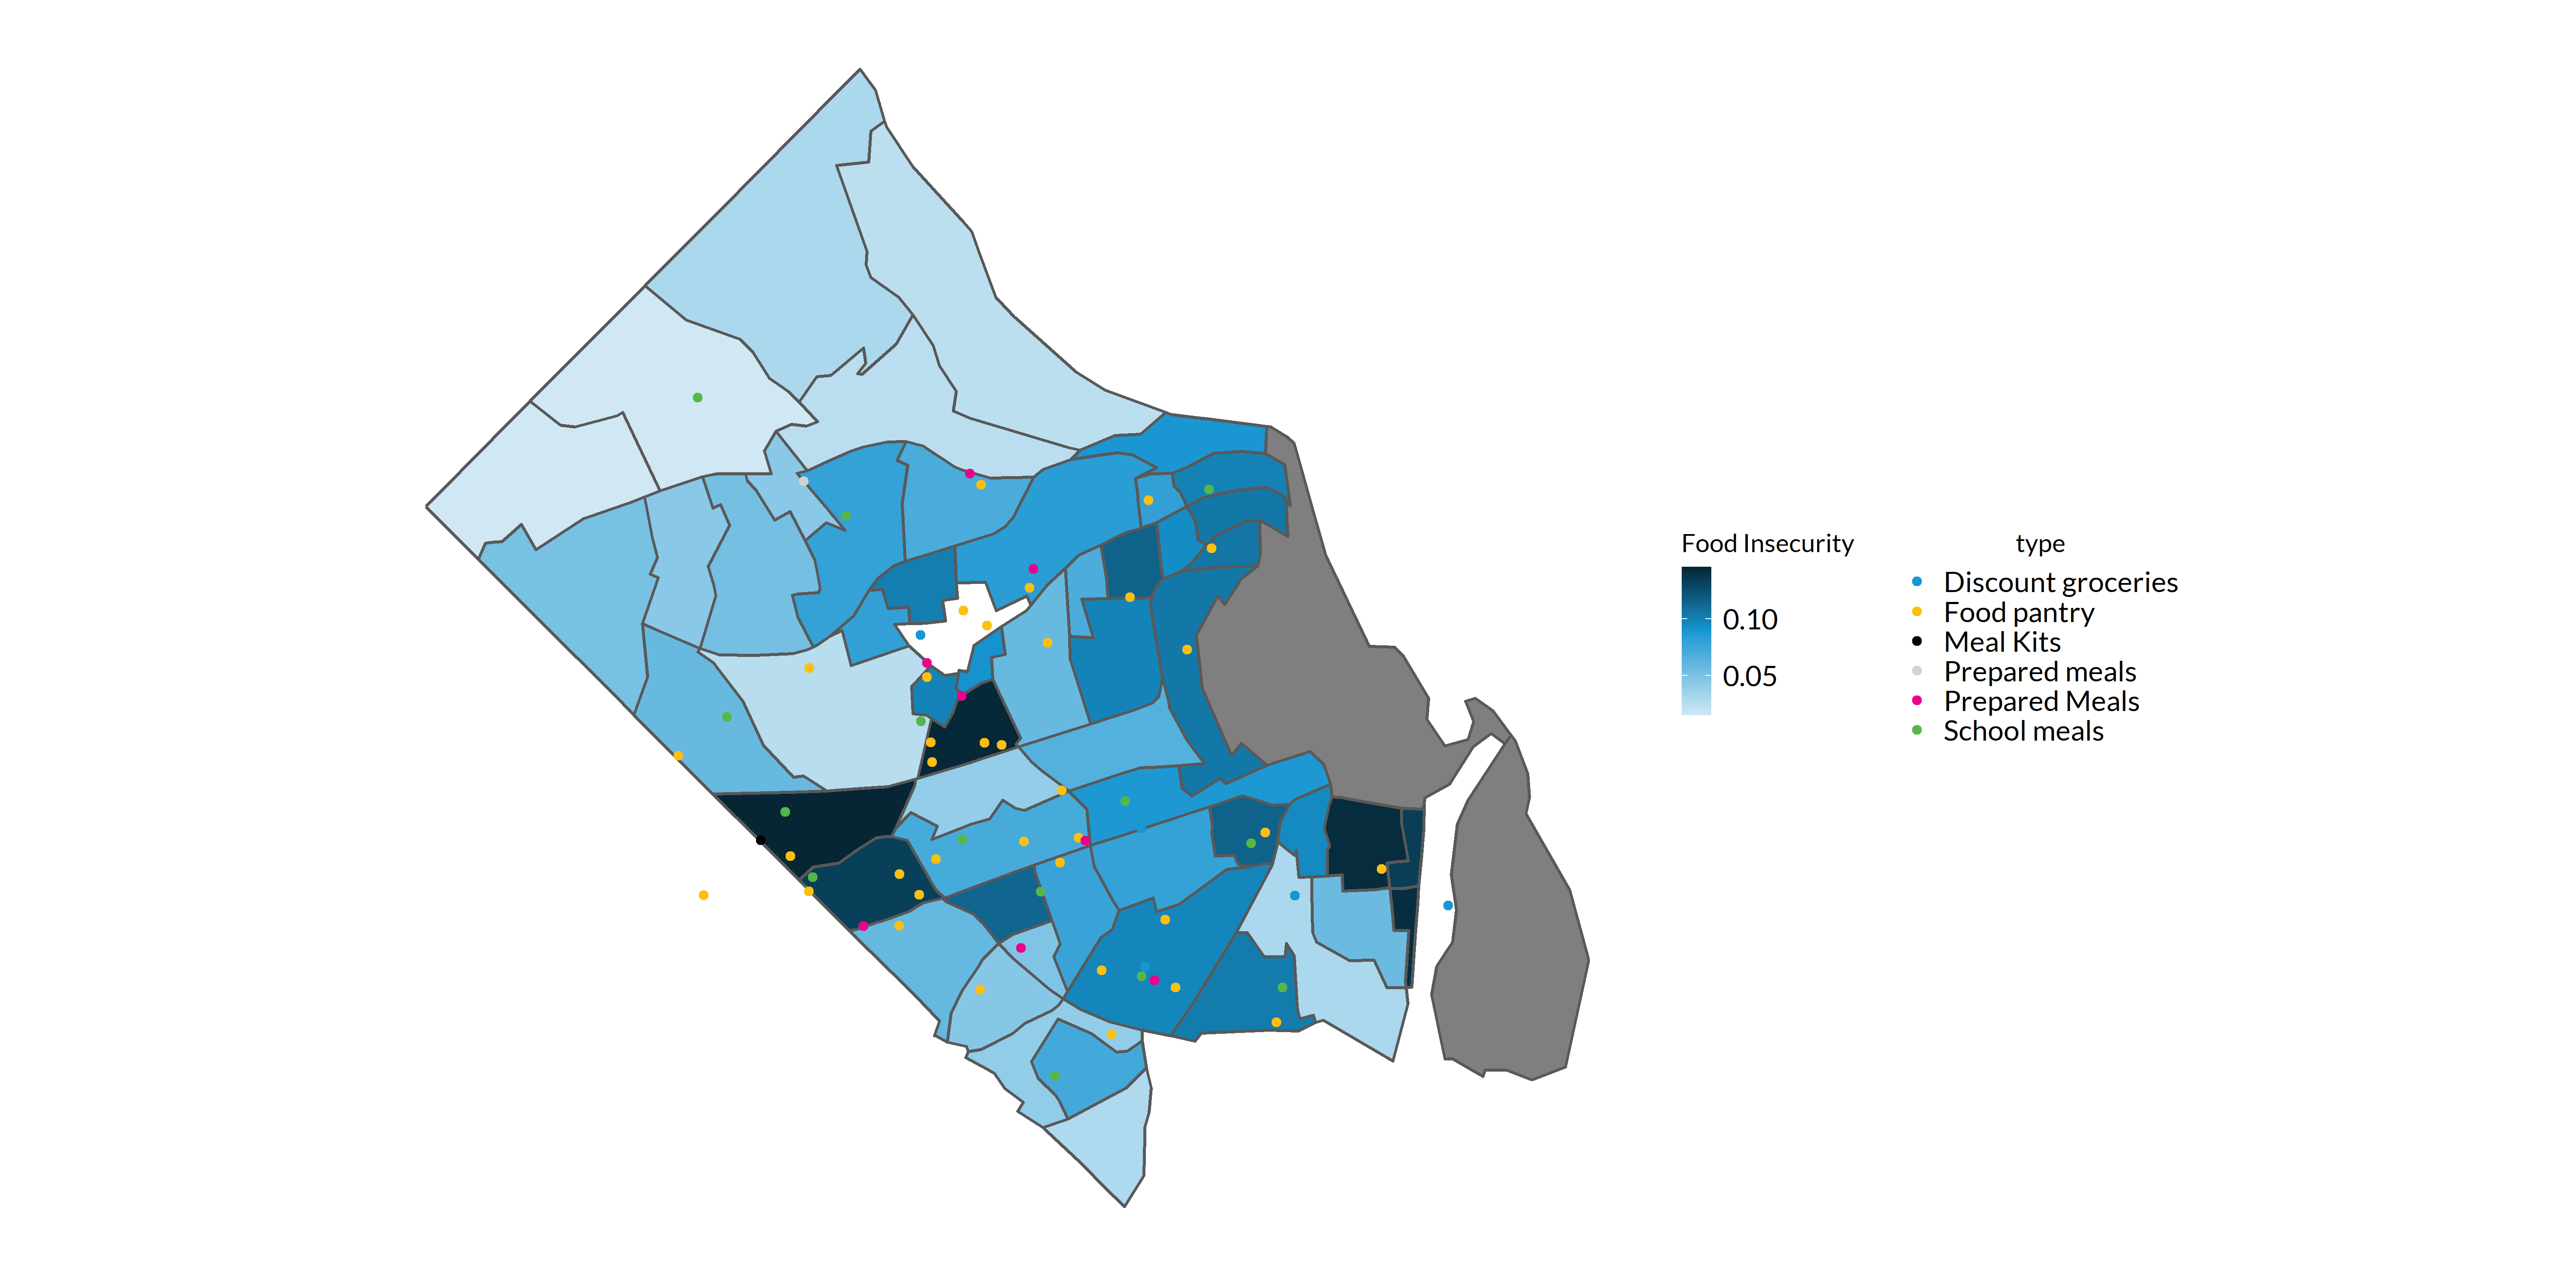 Food Insecurity
0.10
0.05
type
Discount groceries
Food pantry
Meal Kits
Prepared meals
Prepared Meals
School meals